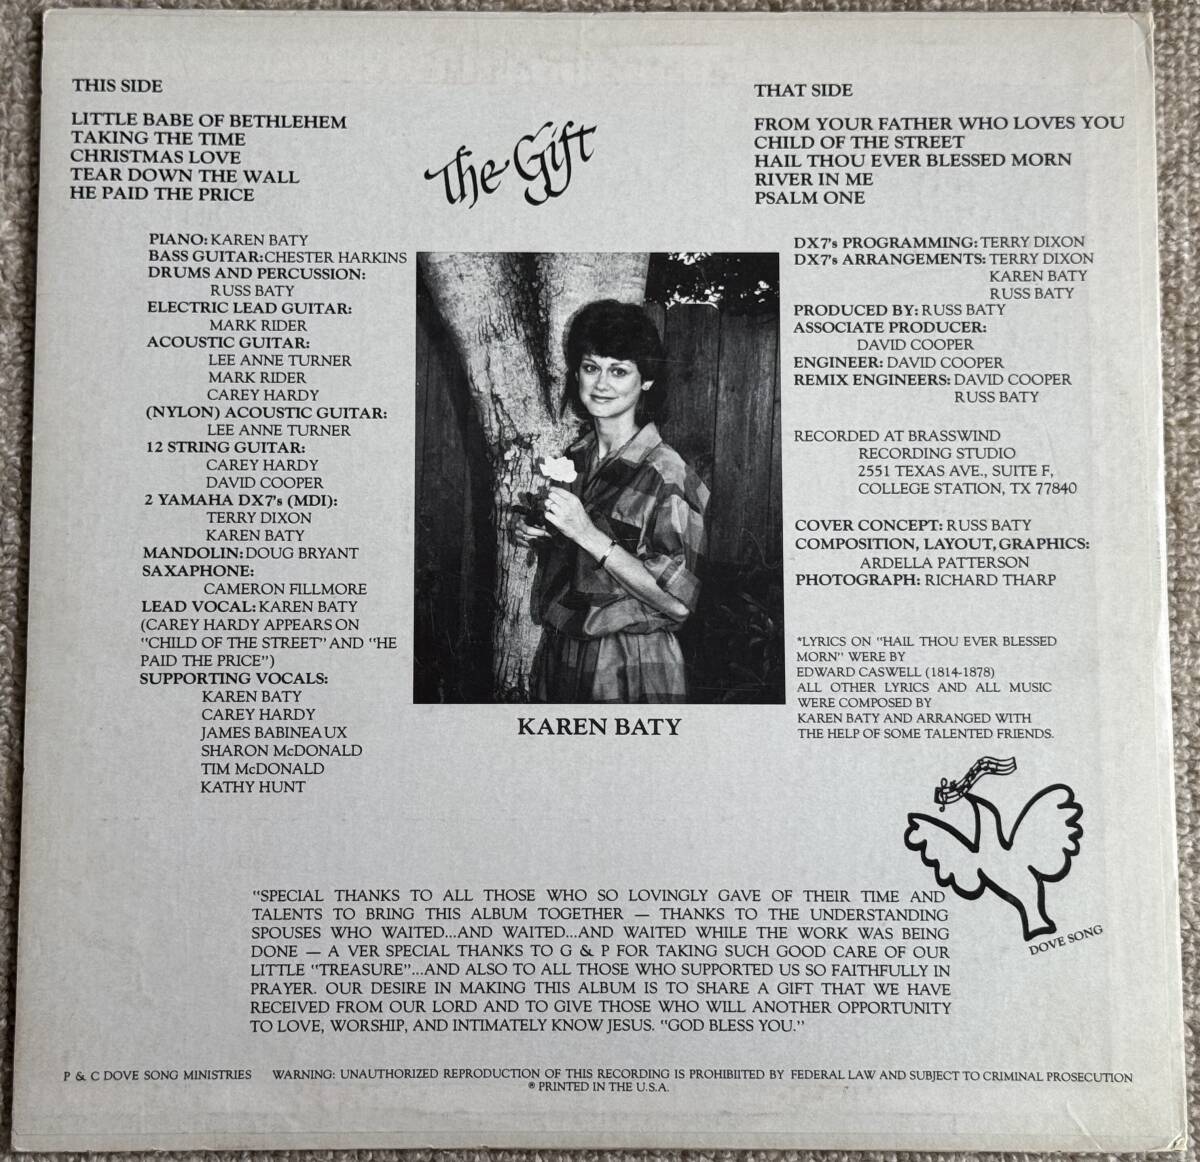 THIS SIDE
LITTLE BABE OF BETHLEHEM
TAKING THE TIME
CHRISTMAS LOVE
TEAR DOWN THE WALL
HE PAID THE PRICE
The Gift
THAT SIDE
FROM YOUR FATHER WHO LOVES YOU
CHILD OF THE STREET
HAIL THOU EVER BLESSED MORN
RIVER IN ME
PSALM ONE
PIANO: KAREN BATY
BASS GUITAR: CHESTER HARKINS
DRUMS AND PERCUSSION:
RUSS BATY
ELECTRIC LEAD GUITAR:
MARK RIDER
ACOUSTIC GUITAR:
LEE ANNE TURNER
MARK RIDER
CAREY HARDY
(NYLON) ACOUSTIC GUITAR:
LEE ANNE TURNER
12 STRING GUITAR:
CAREY HARDY
DAVID COOPER
2 YAMAHA DX7's (MDI):
TERRY DIXON
KAREN BATY
MANDOLIN: DOUG BRYANT
SAXAPHONE:
CAMERON FILLMORE
LEAD VOCAL: KAREN BATY
(CAREY HARDY APPEARS ON
"CHILD OF THE STREET" AND "HE
PAID THE PRICE")
SUPPORTING VOCALS:
KAREN BATY
CAREY HARDY
JAMES BABINEAUX
SHARON McDONALD
TIM McDONALD
KATHY HUNT
KAREN BATY
DX7's PROGRAMMING: TERRY DIXON
DX7's ARRANGEMENTS: TERRY DIXON
KAREN BATY
RUSS BATY
PRODUCED BY: RUSS BATY
ASSOCIATE PRODUCER:
DAVID COOPER
ENGINEER: DAVID COOPER
REMIX ENGINEERS: DAVID COOPER
RUSS BATY
RECORDED AT BRASSWIND
RECORDING STUDIO
2551 TEXAS AVE., SUITE F,
COLLEGE STATION, TX 77840
COVER CONCEPT: RUSS BATY
COMPOSITION, LAYOUT, GRAPHICS:
ARDELLA PATTERSON
PHOTOGRAPH: RICHARD THARP
*LYRICS ON "HAIL THOU EVER BLESSED
MORN" WERE BY
EDWARD CASWELL (1814-1878)
ALL OTHER LYRICS AND ALL MUSIC
WERE COMPOSED BY
KAREN BATY AND ARRANGED WITH
THE HELP OF SOME TALENTED FRIENDS.
DOVE SONG
"SPECIAL THANKS TO ALL THOSE WHO SO LOVINGLY GAVE OF THEIR TIME AND
TALENTS TO BRING THIS ALBUM TOGETHER — THANKS TO THE UNDERSTANDING
SPOUSES WHO WAITED...AND WAITED...AND WAITED WHILE THE WORK WAS BEING
DONE — A VER SPECIAL THANKS TO G & P FOR TAKING SUCH GOOD CARE OF OUR
LITTLE "TREASURE"...AND ALSO TO ALL THOSE WHO SUPPORTED US SO FAITHFULLY IN
PRAYER. OUR DESIRE IN MAKING THIS ALBUM IS TO SHARE A GIFT THAT WE HAVE
RECEIVED FROM OUR LORD AND TO GIVE THOSE WHO WILL ANOTHER OPPORTUNITY
TO LOVE, WORSHIP, AND INTIMATELY KNOW JESUS. "GOD BLESS YOU."
P & C DOVE SONG MINISTRIES WARNING: UNAUTHORIZED REPRODUCTION OF THIS RECORDING IS PROHIBIITED BY FEDERAL LAW AND SUBJECT TO CRIMINAL PROSECUTION
® PRINTED IN THE U.S.A.